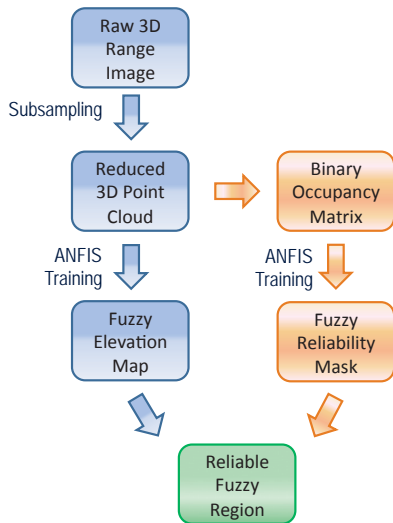 Raw 3D
Range
Image
Subsampling
Reduced
3D Point
Cloud
Binary
Occupancy
Matrix
ANFIS
Training
ANFIS
Training
Fuzzy
Elevation
Map
Fuzzy
Reliability
Mask
Reliable
Fuzzy
Region